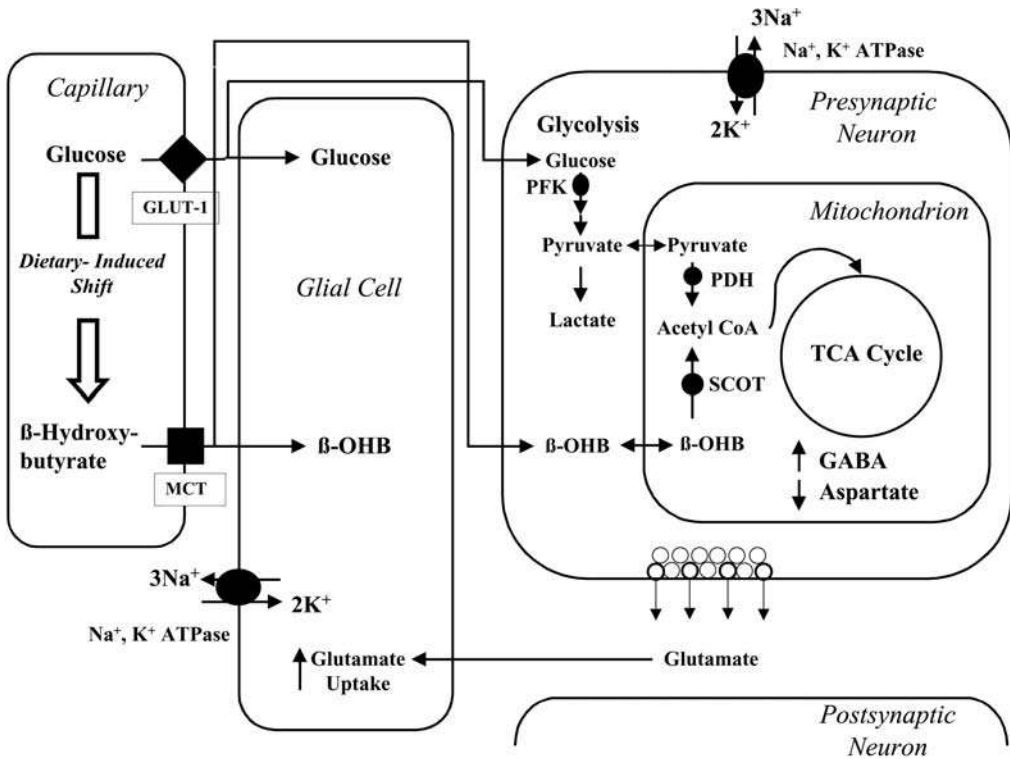 Capillary
Glucose
GLUT-1
Dietary- Induced
Shift
ß-Hydroxy-
butyrate
MCT
3Na⁺
2K⁺
Na⁺, K⁺ ATPase
Glucose
Glial Cell
ß-OHB
Glutamate
Uptake
3Na⁺
Na⁺, K⁺ ATPase
2K⁺
Presynaptic
Neuron
Glycolysis
Glucose
PFK
Pyruvate
Lactate
ß-OHB
Mitochondrion
Pyruvate
PDH
Acetyl CoA
SCOT
ß-OHB
TCA Cycle
GABA
Aspartate
Glutamate
Postsynaptic
Neuron